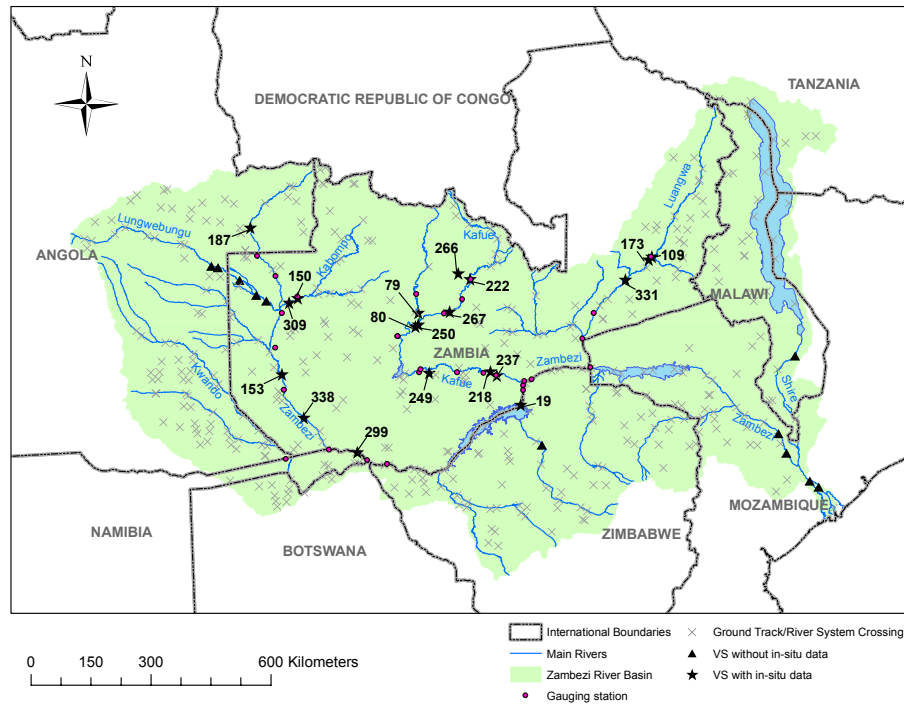 N
TANZANIA
DEMOCRATIC REPUBLIC OF CONGO
Luangwa
Lungwebungu
Kafue
187
ANGOLA
266
173
109
150
Kabompo
222
331
MALAWI
79
309
267
80
250
ZAMBIA
237
Zambezi
Kwando
153
249
Kafue
218
19
Shire
338
Zambezi
299
Zambezi
MOZAMBIQUE
NAMIBIA
ZIMBABWE
BOTSWANA
International Boundaries
Ground Track/River System Crossing
Main Rivers
VS without in-situ data
Zambezi River Basin
VS with in-situ data
Gauging station
0 150 300 600 Kilometers